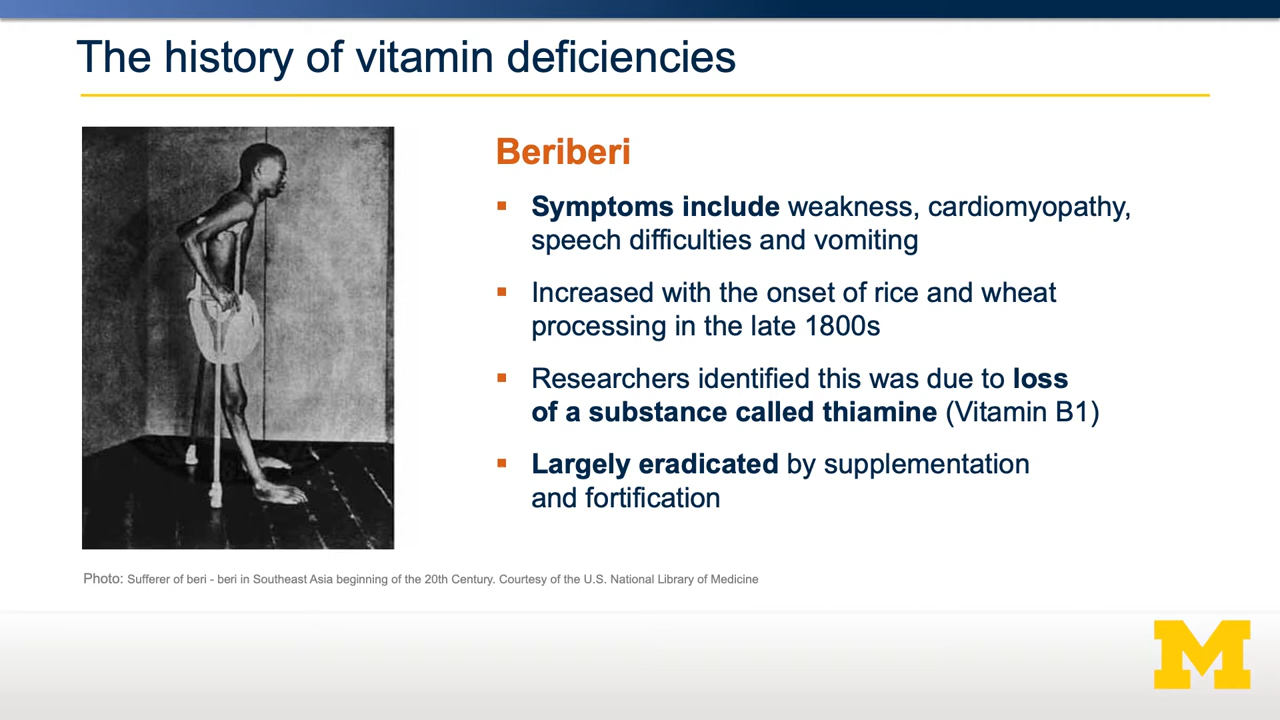 The history of vitamin deficiencies
Beriberi
▪ Symptoms include weakness, cardiomyopathy,
speech difficulties and vomiting
▪ Increased with the onset of rice and wheat
processing in the late 1800s
▪ Researchers identified this was due to loss
of a substance called thiamine (Vitamin B1)
▪ Largely eradicated by supplementation
and fortification
Photo: Sufferer of beri - beri in Southeast Asia beginning of the 20th Century. Courtesy of the U.S. National Library of Medicine
M